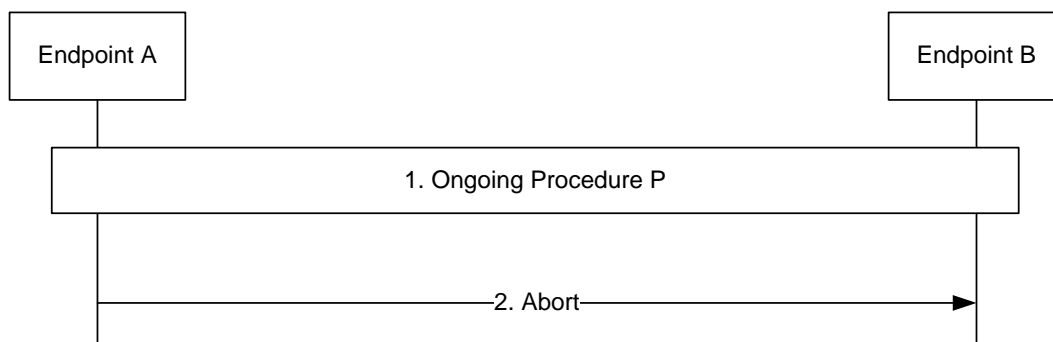 Endpoint A
Endpoint B
1. Ongoing Procedure P
2. Abort